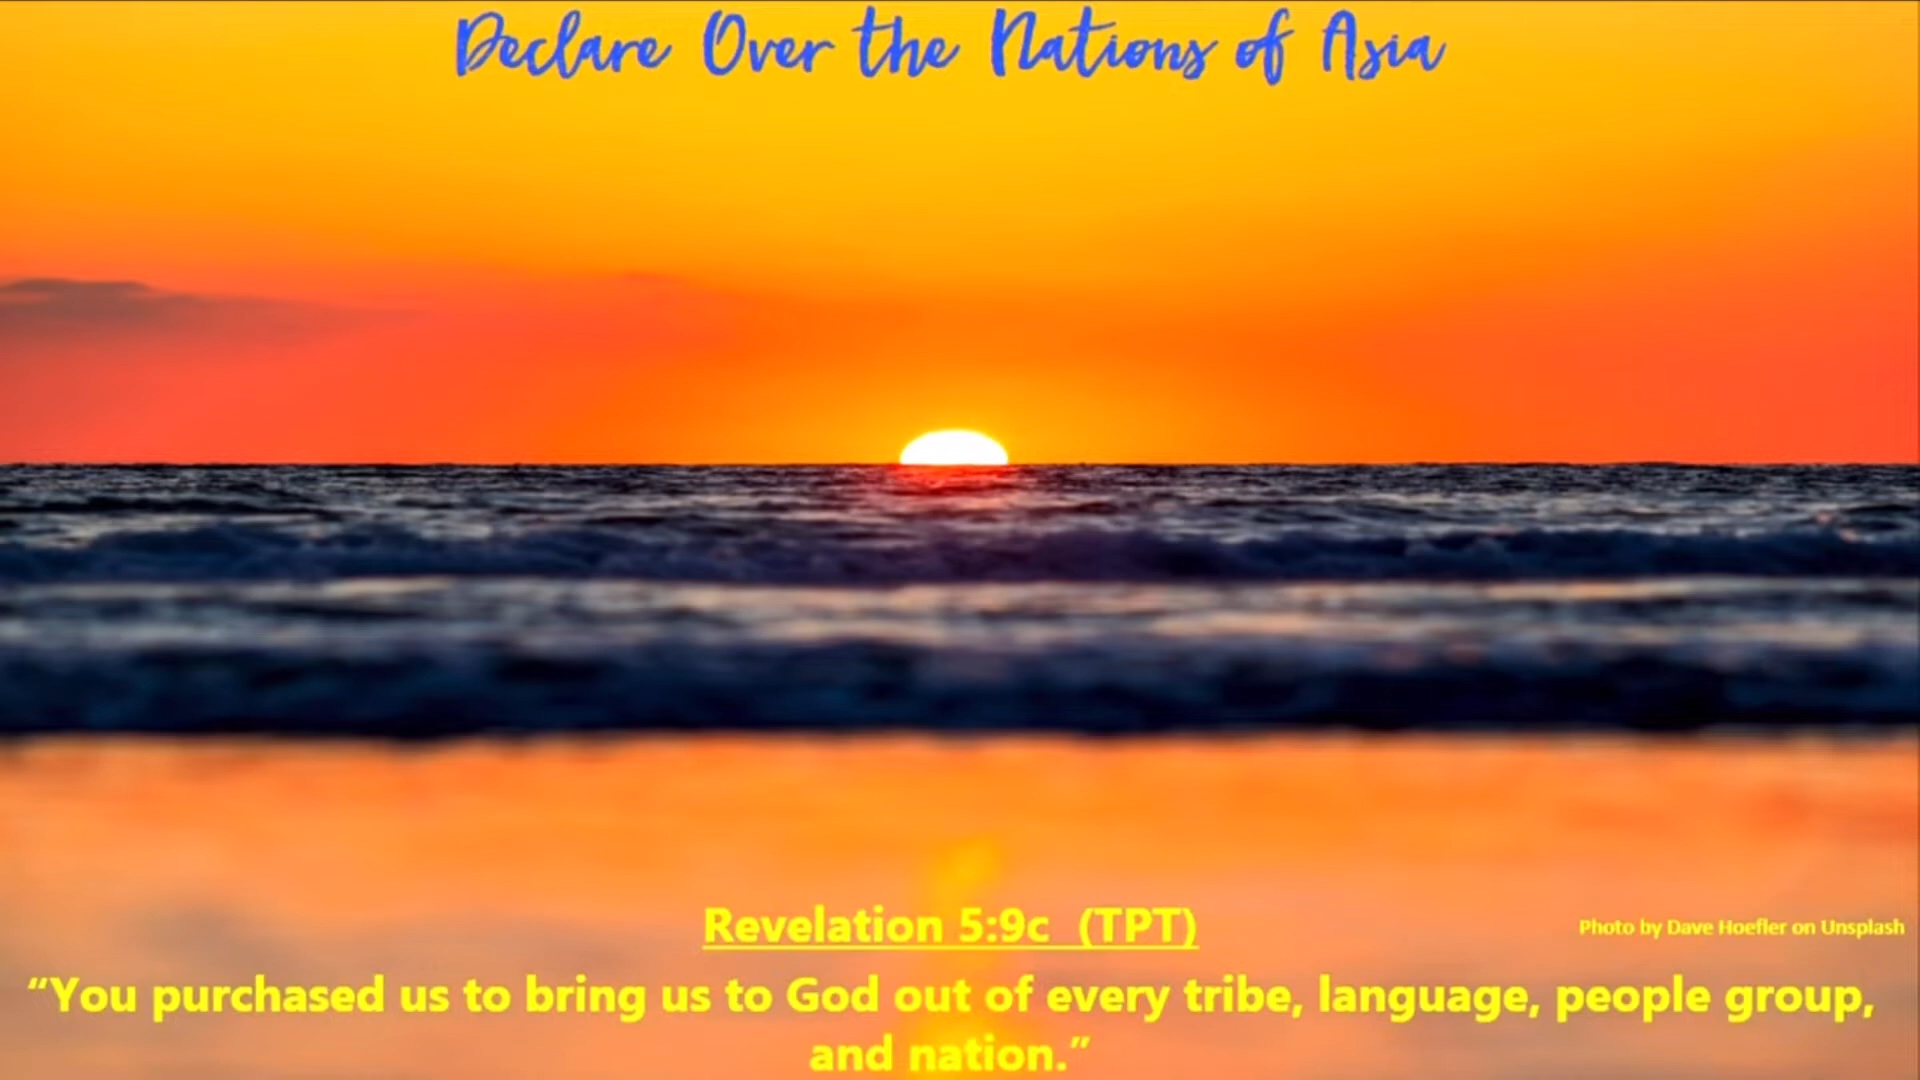 Declare Over the Nations of Asia
Revelation 5:9c (TPT)
Photo by Dave Hoefler on Unsplash
“You purchased us to bring us to God out of every tribe, language, people group,
and nation.”